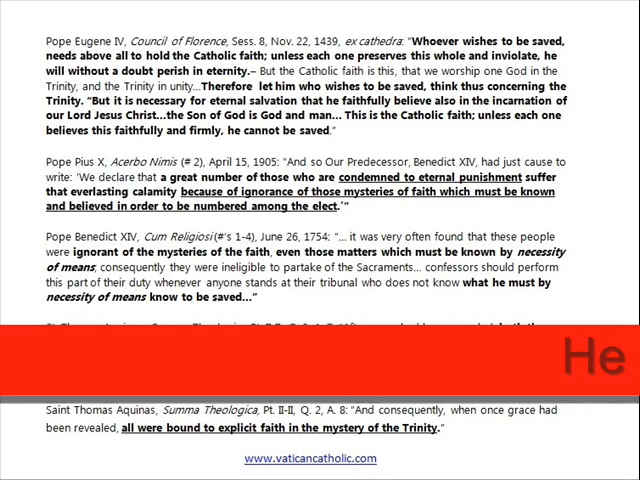 Pope Eugene IV, Council of Florence, Sess. 8, Nov. 22, 1439, ex cathedra: “Whoever wishes to be saved,
needs above all to hold the Catholic faith; unless each one preserves this whole and inviolate, he
will without a doubt perish in eternity.– But the Catholic faith is this, that we worship one God in the
Trinity, and the Trinity in unity…Therefore let him who wishes to be saved, think thus concerning the
Trinity. “But it is necessary for eternal salvation that he faithfully believe also in the incarnation of
our Lord Jesus Christ…the Son of God is God and man… This is the Catholic faith; unless each one
believes this faithfully and firmly, he cannot be saved.”
Pope Pius X, Acerbo Nimis (# 2), April 15, 1905: “And so Our Predecessor, Benedict XIV, had just cause to
write: ‘We declare that a great number of those who are condemned to eternal punishment suffer
that everlasting calamity because of ignorance of those mysteries of faith which must be known
and believed in order to be numbered among the elect.’”
Pope Benedict XIV, Cum Religiosi (#’s 1-4), June 26, 1754: “… it was very often found that these people
were ignorant of the mysteries of the faith, even those matters which must be known by necessity
of means; consequently they were ineligible to partake of the Sacraments… confessors should perform
this part of their duty whenever anyone stands at their tribunal who does not know what he must by
necessity of means know to be saved…”
He
Saint Thomas Aquinas, Summa Theologica, Pt. II-II, Q. 2, A. 8: “And consequently, when once grace had
been revealed, all were bound to explicit faith in the mystery of the Trinity.”
www.vaticancatholic.com